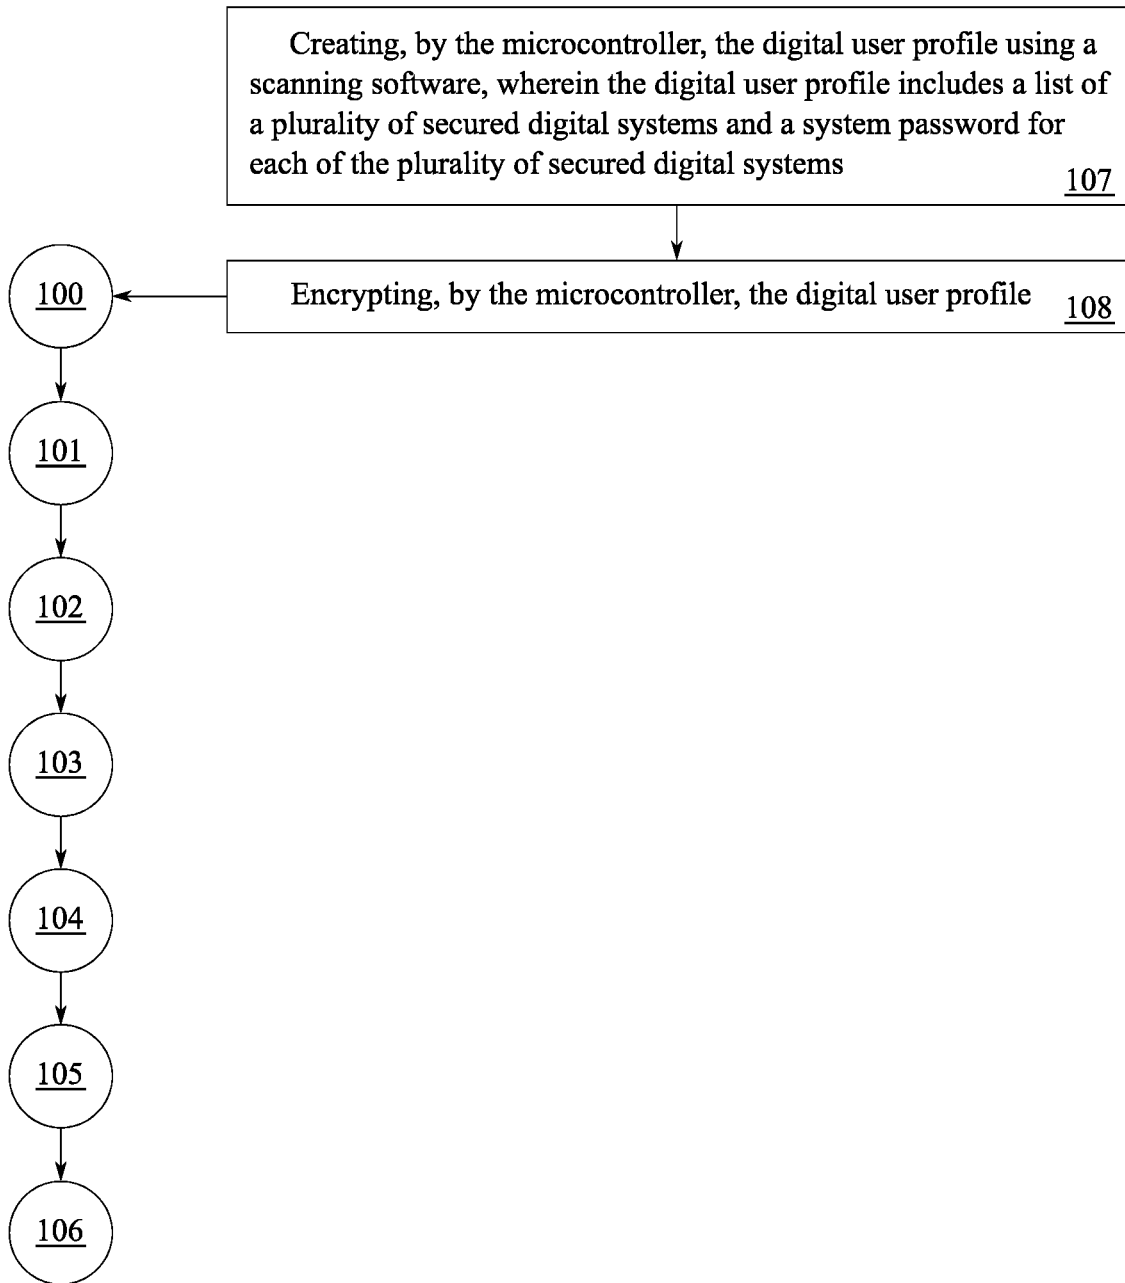 Creating, by the microcontroller, the digital user profile using a
scanning software, wherein the digital user profile includes a list of
a plurality of secured digital systems and a system password for
each of the plurality of secured digital systems
107
100
Encrypting, by the microcontroller, the digital user profile
108
101
102
103
104
105
106